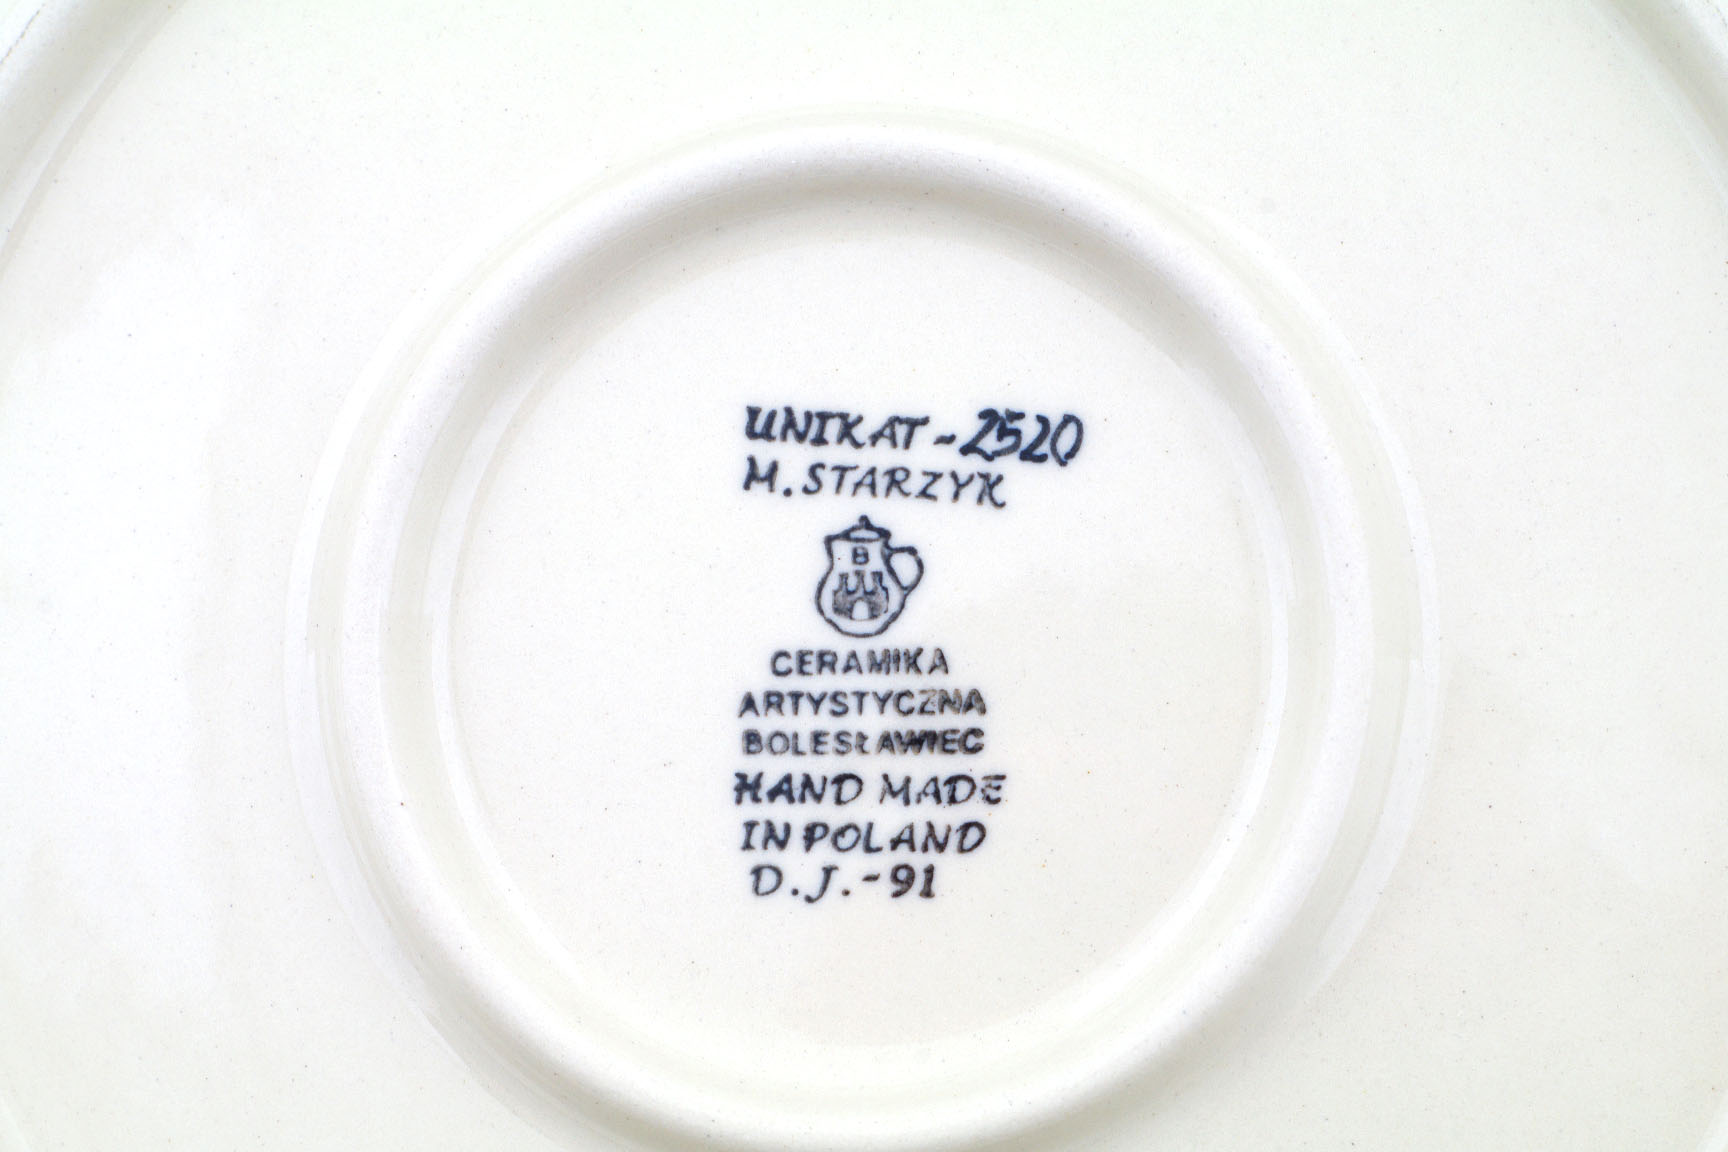 UNIKAT-2520
M. STARZYK
B
CERAMIKA
ARTYSTYCZNA
BOLESŁAWIEC
HAND MADE
IN POLAND
D.J.-91